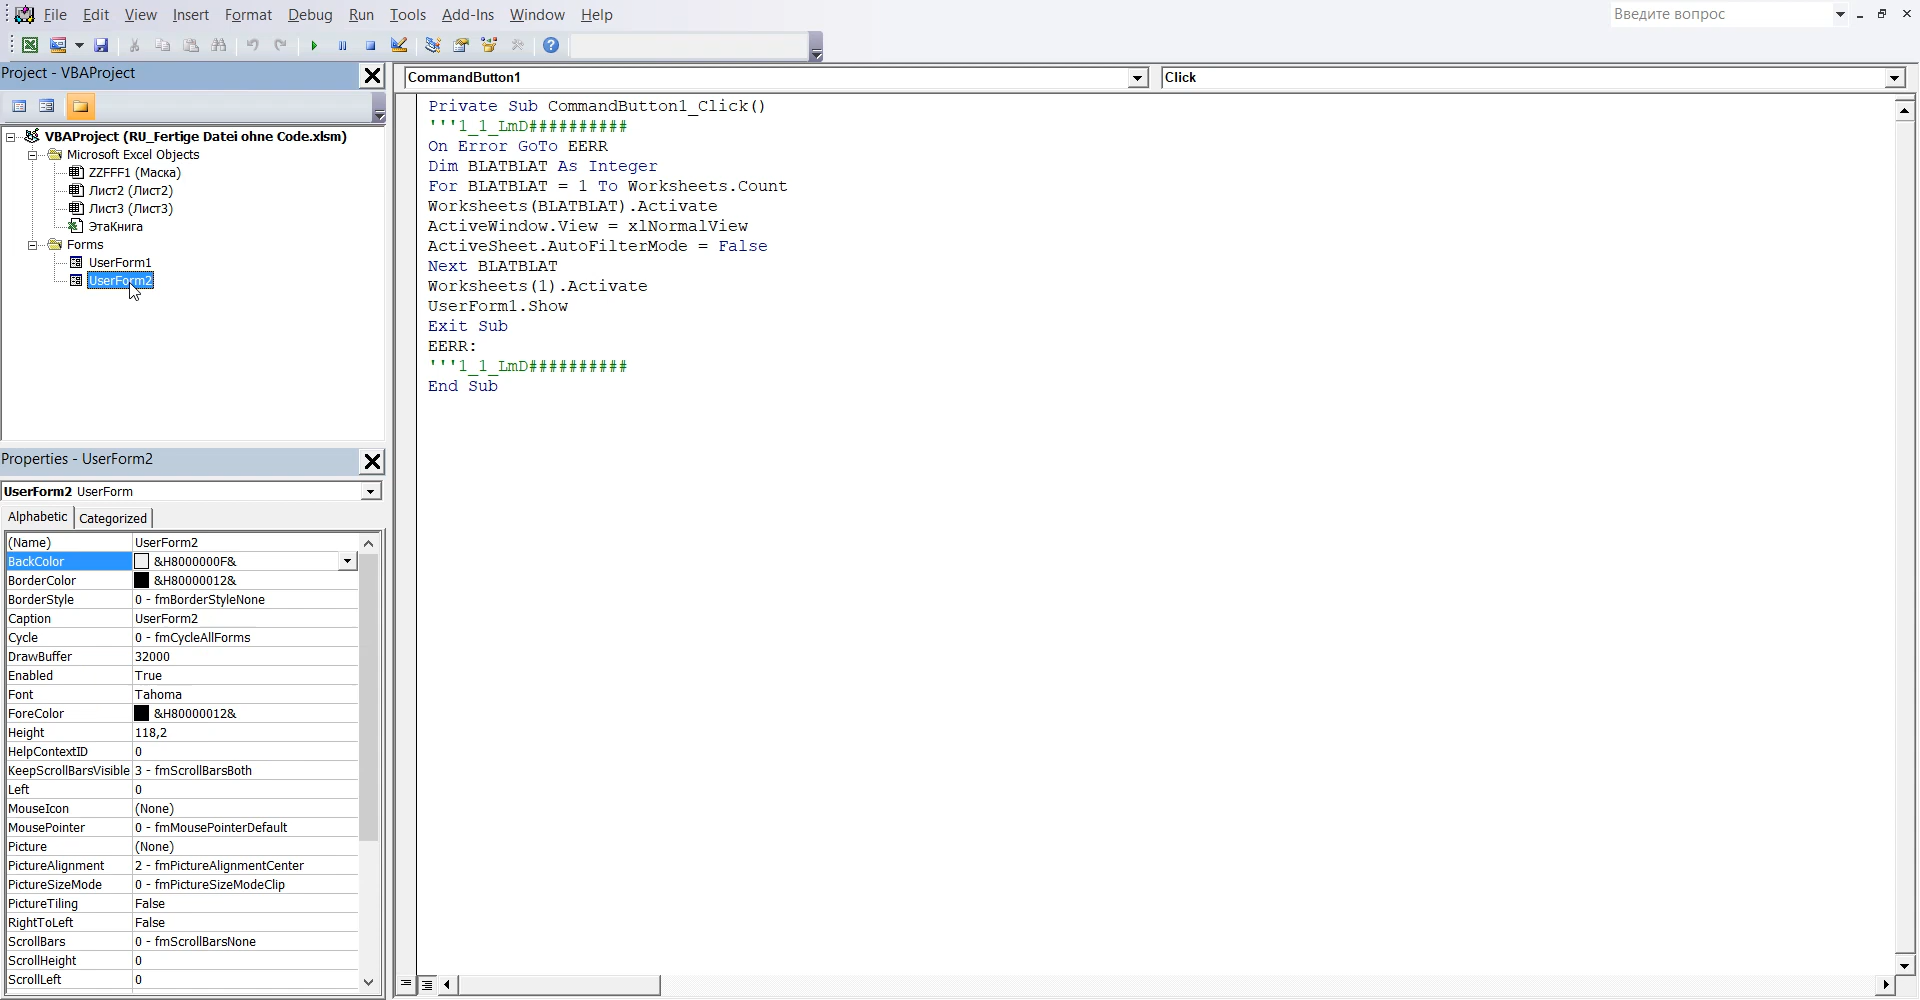 File Edit View Insert Format Debug Run Tools Add-Ins Window Help
Введите вопрос
Project - VBAProject
VBAProject (RU_Fertige Datei ohne Code.xlsm)
Microsoft Excel Objects
ZZFFF1 (Маска)
Лист2 (Лист2)
Лист3 (Лист3)
ЭтаКнига
Forms
UserForm1
UserForm2
Properties - UserForm2
UserForm2 UserForm
Alphabetic Categorized
(Name) UserForm2
BackColor &H8000000F&
BorderColor &H80000012&
BorderStyle 0 - fmBorderStyleNone
Caption UserForm2
Cycle 0 - fmCycleAllForms
DrawBuffer 32000
Enabled True
Font Tahoma
ForeColor &H80000012&
Height 118,2
HelpContextID 0
KeepScrollBarsVisible 3 - fmScrollBarsBoth
Left 0
MouseIcon (None)
MousePointer 0 - fmMousePointerDefault
Picture (None)
PictureAlignment 2 - fmPictureAlignmentCenter
PictureSizeMode 0 - fmPictureSizeModeClip
PictureTiling False
RightToLeft False
ScrollBars 0 - fmScrollBarsNone
ScrollHeight 0
ScrollLeft 0
CommandButton1 Click
Private Sub CommandButton1_Click()
'''1_1_LmD##########
On Error GoTo EERR
Dim BLATBLAT As Integer
For BLATBLAT = 1 To Worksheets.Count
Worksheets(BLATBLAT).Activate
ActiveWindow.View = xlNormalView
ActiveSheet.AutoFilterMode = False
Next BLATBLAT
Worksheets(1).Activate
UserForm1.Show
Exit Sub
EERR:
'''1_1_LmD##########
End Sub